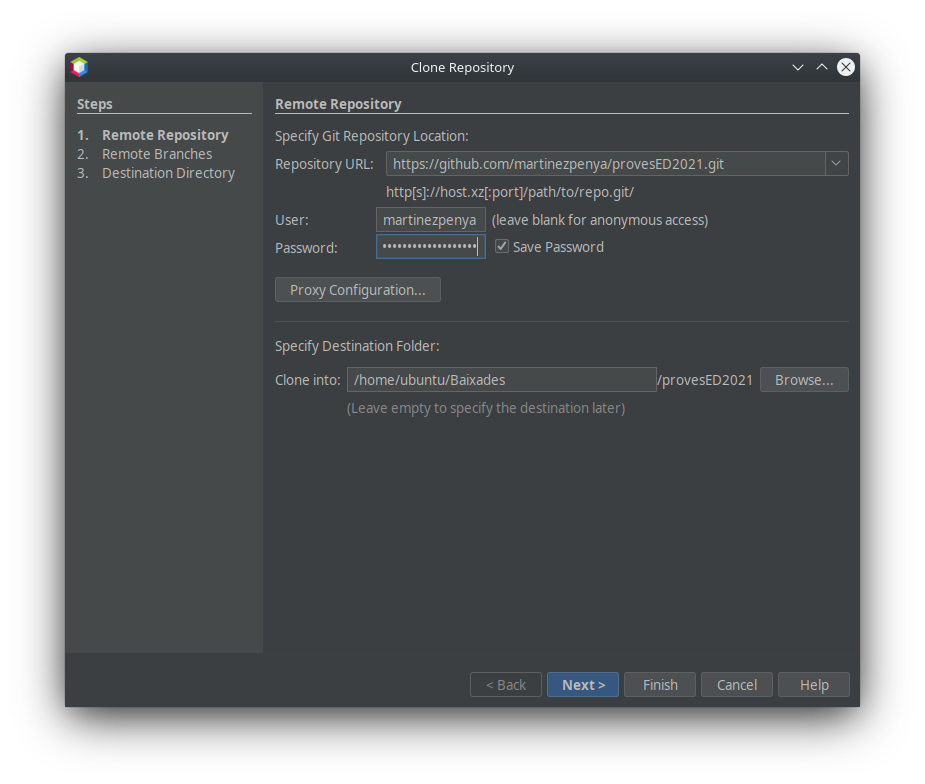 Clone Repository
Steps
1. Remote Repository
2. Remote Branches
3. Destination Directory
Remote Repository
Specify Git Repository Location:
Repository URL: https://github.com/martinezpenya/provesED2021.git
http[s]://host.xz[:port]/path/to/repo.git/
User: martinezpenya (leave blank for anonymous access)
Password: •••••••••••••••••••• Save Password
Proxy Configuration...
Specify Destination Folder:
Clone into: /home/ubuntu/Baixades /provesED2021 Browse...
(Leave empty to specify the destination later)
< Back Next > Finish Cancel Help